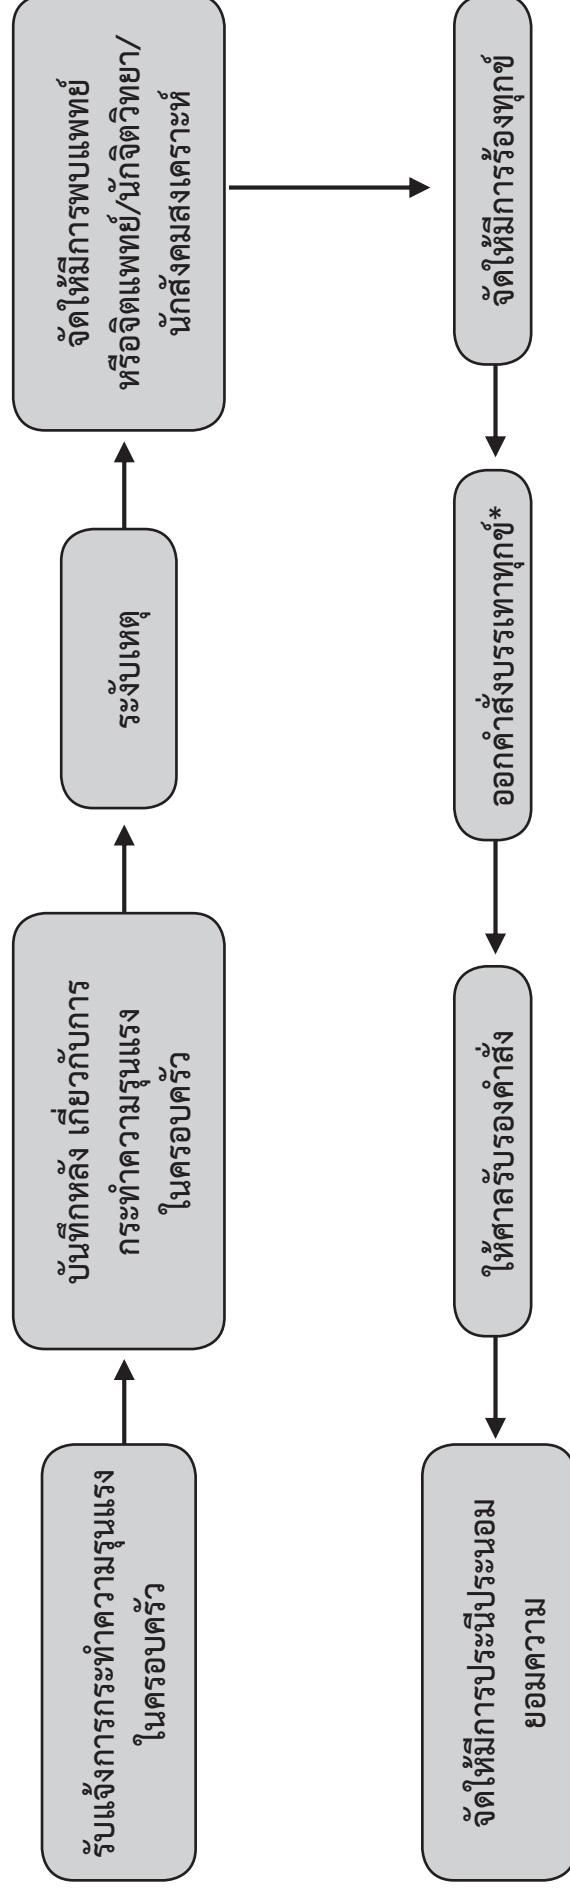 รับแจ้งการกระทำความรุนแรง
ในครอบครัว
บันทึกหลัง เกี่ยวกับการ
กระทำความรุนแรง
ในครอบครัว
ระงับเหตุ
จัดให้มีการพบแพทย์
หรือจิตแพทย์/นักจิตวิทยา/
นักสังคมสงเคราะห์
จัดให้มีการร้องทุกข์
ออกคำสั่งบรรเทาทุกข์*
ให้ศาลรับรองคำสั่ง
จัดให้มีการประนีประนอม
ยอมความ